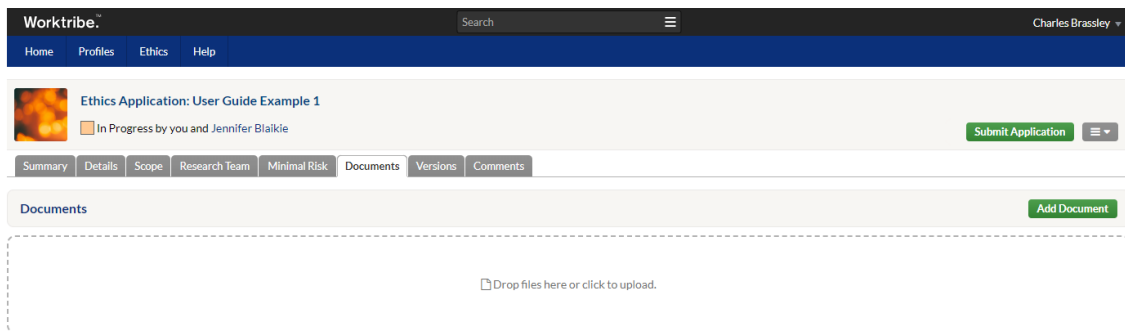 Worktribe.™
Search
Charles Brassley
Home Profiles Ethics Help
Ethics Application: User Guide Example 1
In Progress by you and Jennifer Blaikie
Submit Application
Summary Details Scope Research Team Minimal Risk Documents Versions Comments
Documents
Add Document
Drop files here or click to upload.